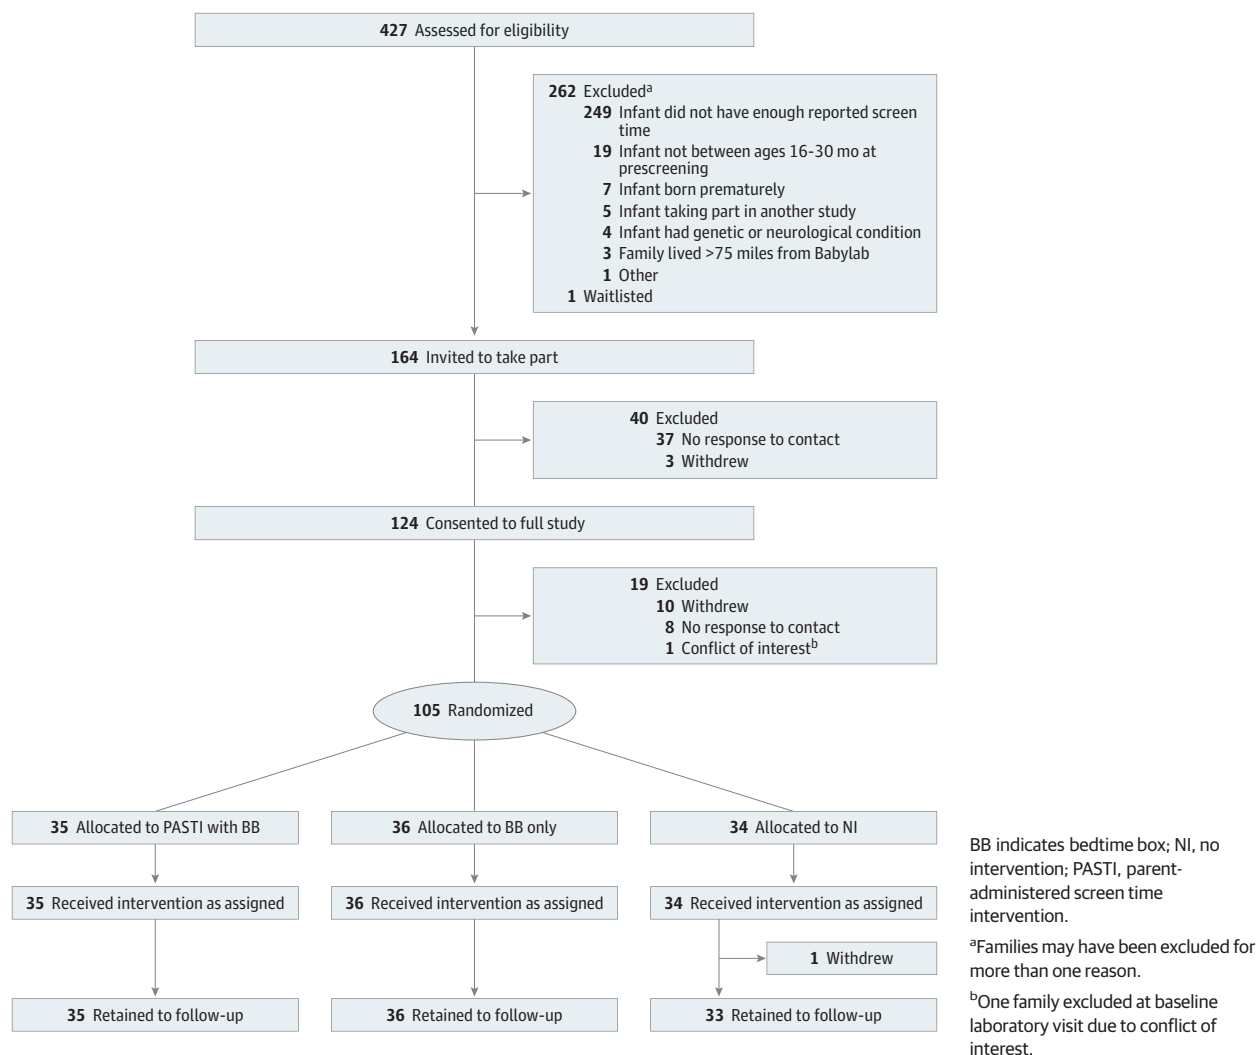 427 Assessed for eligibility
262 Excludedᵃ
249 Infant did not have enough reported screen
time
19 Infant not between ages 16-30 mo at
prescreening
7 Infant born prematurely
5 Infant taking part in another study
4 Infant had genetic or neurological condition
3 Family lived >75 miles from Babylab
1 Other
1 Waitlisted
164 Invited to take part
40 Excluded
37 No response to contact
3 Withdrew
124 Consented to full study
19 Excluded
10 Withdrew
8 No response to contact
1 Conflict of interestᵇ
105 Randomized
35 Allocated to PASTI with BB
36 Allocated to BB only
34 Allocated to NI
35 Received intervention as assigned
36 Received intervention as assigned
34 Received intervention as assigned
1 Withdrew
35 Retained to follow-up
36 Retained to follow-up
33 Retained to follow-up
BB indicates bedtime box; NI, no
intervention; PASTI, parent-
administered screen time
intervention.
ᵃFamilies may have been excluded for
more than one reason.
ᵇOne family excluded at baseline
laboratory visit due to conflict of
interest.